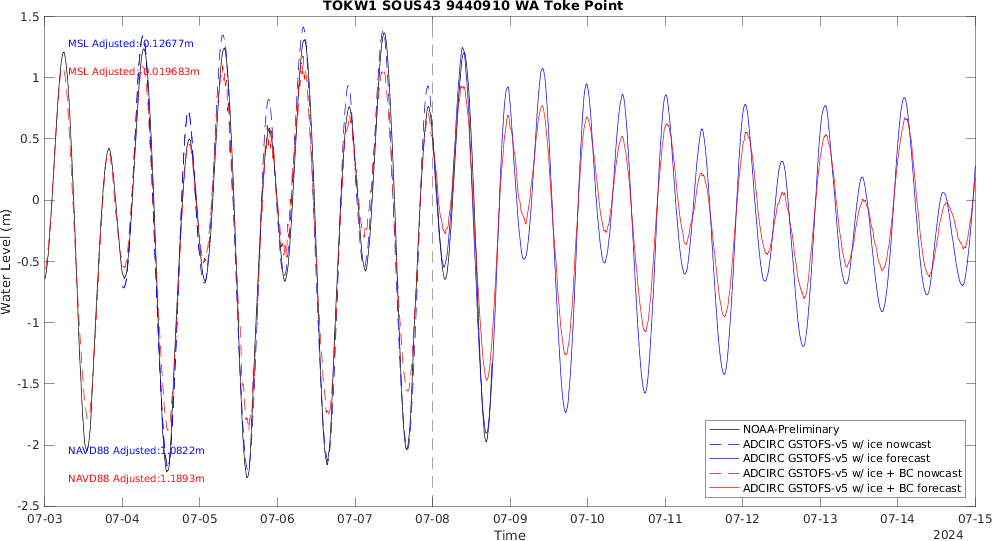 TOKW1 SOUS43 9440910 WA Toke Point
Water Level (m)
1.5
1
0.5
0
-0.5
-1
-1.5
-2
-2.5
MSL Adjusted:-0.12677m
MSL Adjusted:-0.019683m
NAVD88 Adjusted:1.0822m
NAVD88 Adjusted:1.1893m
NOAA-Preliminary
ADCIRC GSTOFS-v5 w/ ice nowcast
ADCIRC GSTOFS-v5 w/ ice forecast
ADCIRC GSTOFS-v5 w/ ice + BC nowcast
ADCIRC GSTOFS-v5 w/ ice + BC forecast
07-03 07-04 07-05 07-06 07-07 07-08 07-09 07-10 07-11 07-12 07-13 07-14 07-15
Time
2024